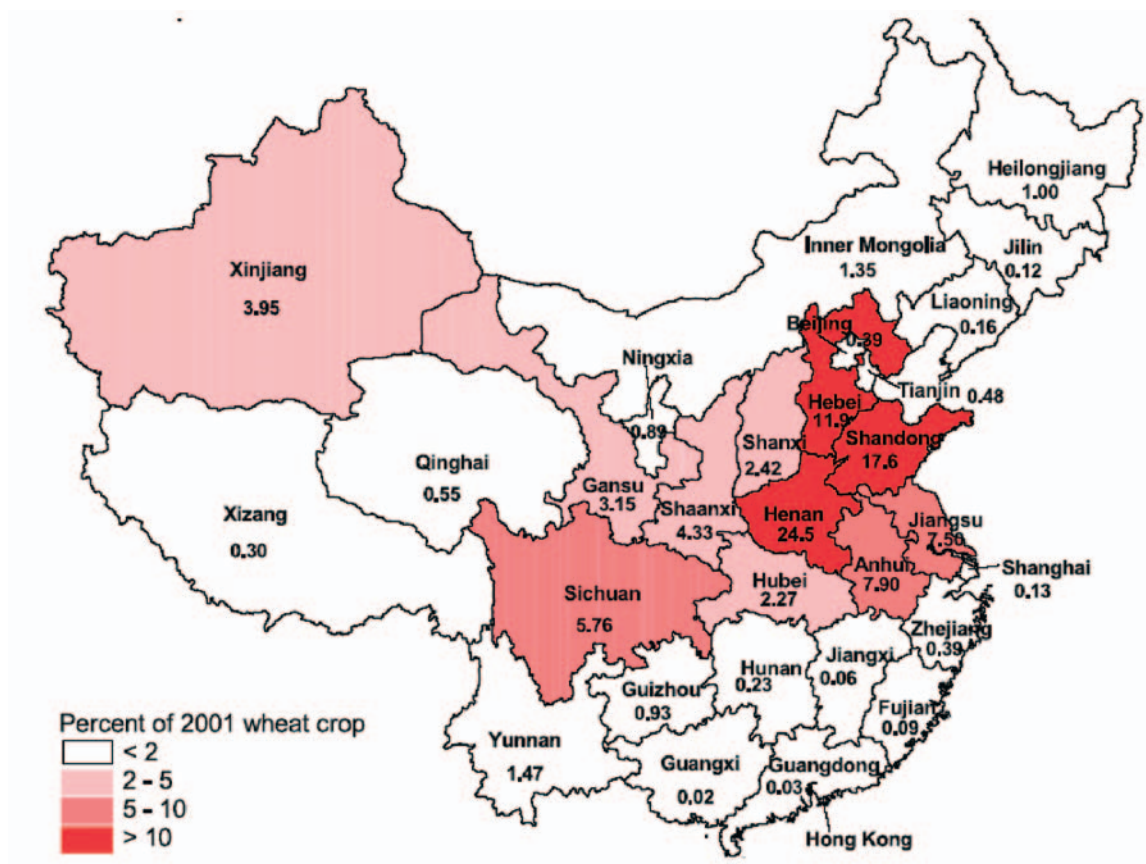 Heilongjiang
1.00
Inner Mongolia
1.35
Jilin
0.12
Xinjiang
3.95
Liaoning
0.16
Beijing
0.39
Ningxia
0.89
Tianjin
0.48
Hebei
11.9
Shanxi
2.42
Shandong
17.6
Qinghai
0.55
Gansu
3.15
Shaanxi
4.33
Henan
24.5
Jiangsu
7.50
Xizang
0.30
Anhui
7.90
Shanghai
0.13
Sichuan
5.76
Hubei
2.27
Zhejiang
0.39
Hunan
0.23
Jiangxi
0.06
Guizhou
0.93
Fujian
0.09
Yunnan
1.47
Guangxi
0.02
Guangdong
0.03
Hong Kong
Percent of 2001 wheat crop
< 2
2 - 5
5 - 10
> 10